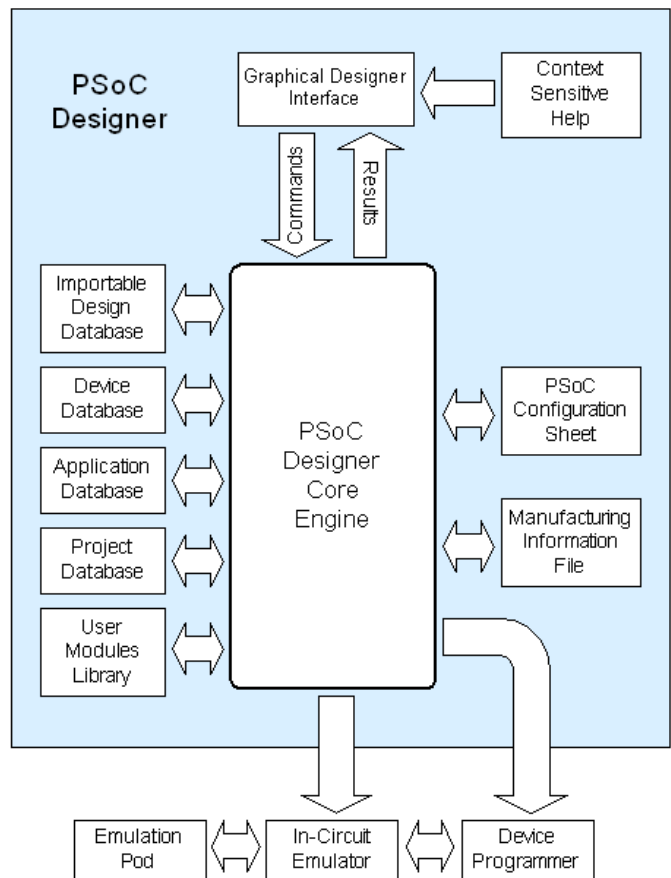 PSoC
Designer
Graphical Designer
Interface
Context
Sensitive
Help
Commands
Results
Importable
Design
Database
Device
Database
Application
Database
Project
Database
User
Modules
Library
PSoC
Designer
Core
Engine
PSoC
Configuration
Sheet
Manufacturing
Information
File
Emulation
Pod
In-Circuit
Emulator
Device
Programmer